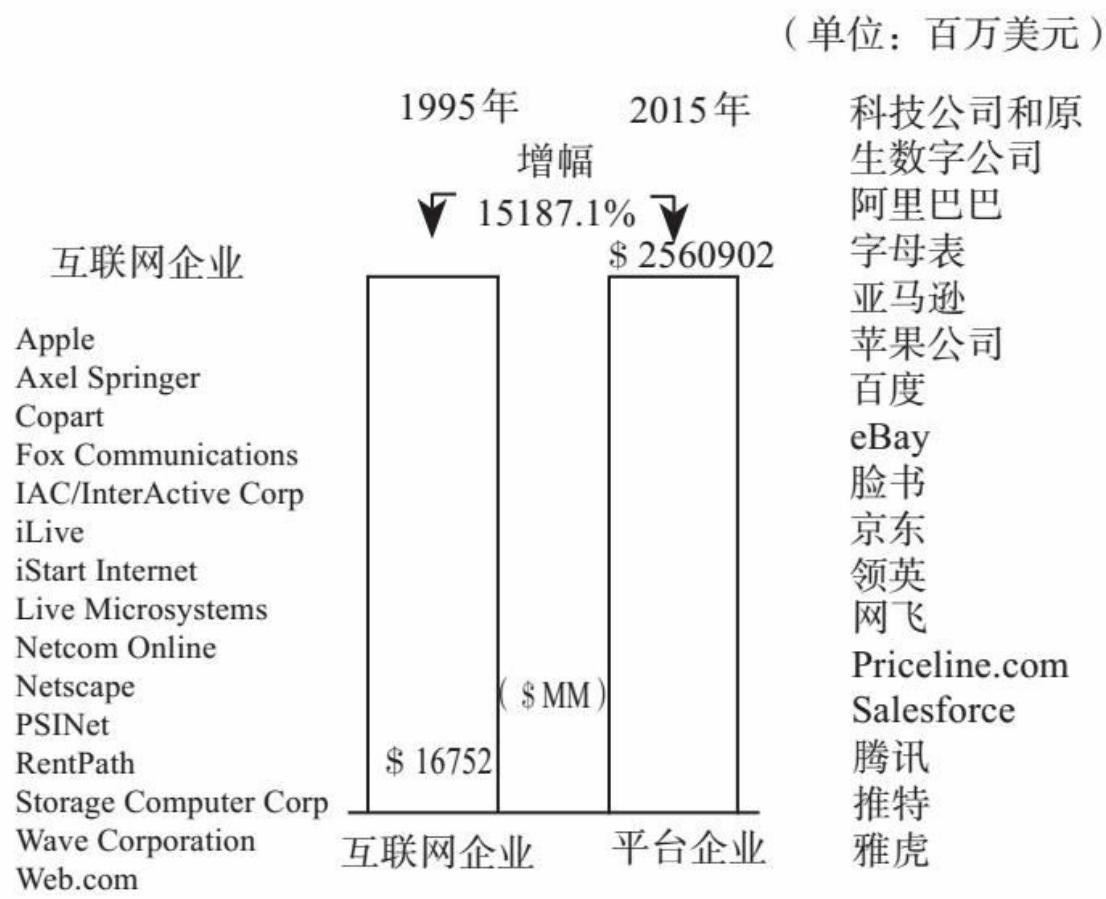 （单位：百万美元）
1995年
2015年
增幅
15187.1%
$ 2560902
互联网企业
Apple
Axel Springer
Copart
Fox Communications
IAC/InterActive Corp
iLive
iStart Internet
Live Microsystems
Netcom Online
Netscape
PSINet
RentPath
Storage Computer Corp
Wave Corporation
Web.com
$ 16752
（$MM）
互联网企业
平台企业
科技公司和原
生数字公司
阿里巴巴
字母表
亚马逊
苹果公司
百度
eBay
脸书
京东
领英
网飞
Priceline.com
Salesforce
腾讯
推特
雅虎